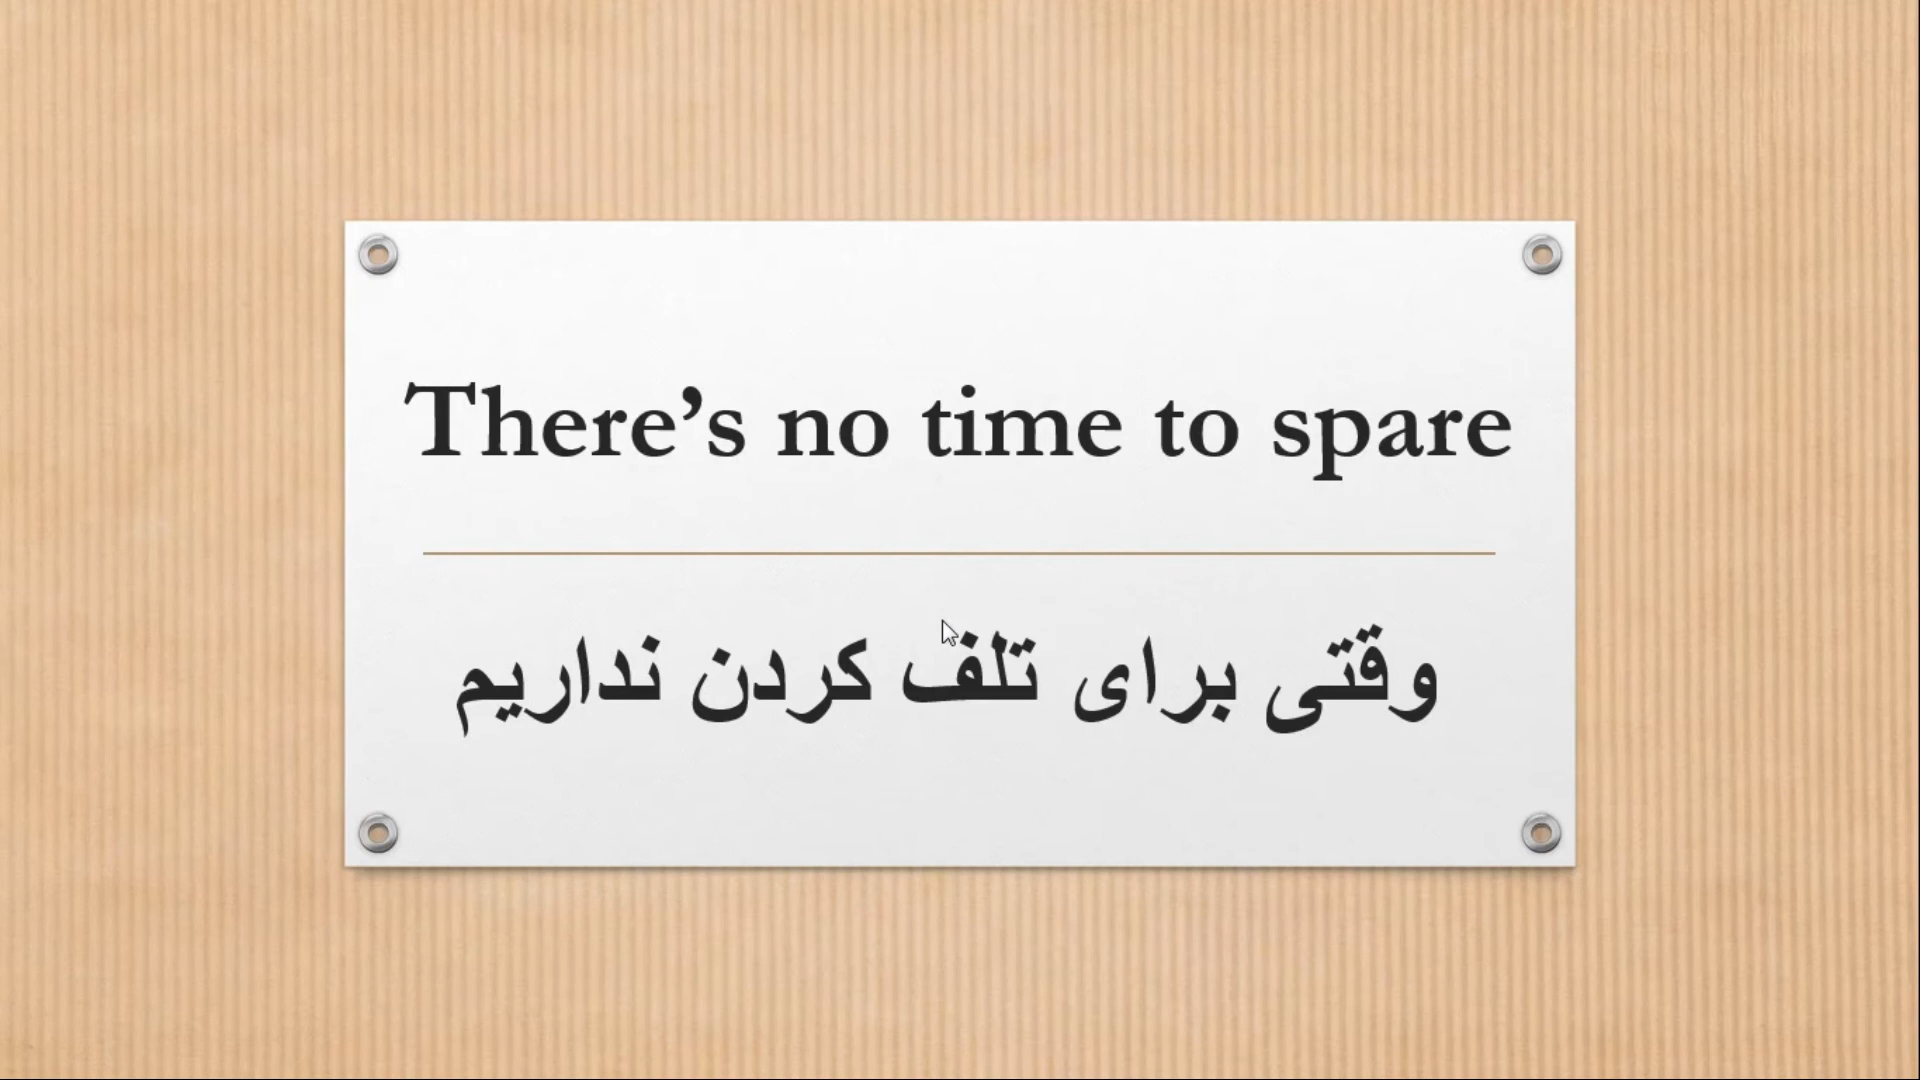 There’s no time to spare
وقتی برای تلف کردن نداریم